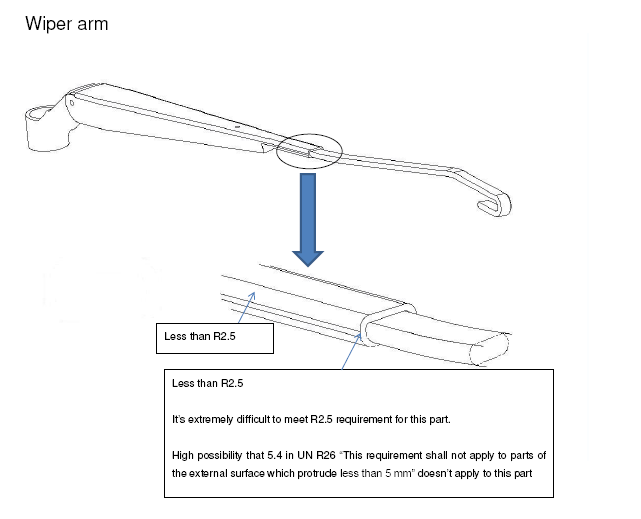 Wiper arm
Less than R2.5
Less than R2.5
It's extremely difficult to meet R2.5 requirement for this part.
High possibility that 5.4 in UN R26 “This requirement shall not apply to parts of
the external surface which protrude less than 5 mm” doesn't apply to this part